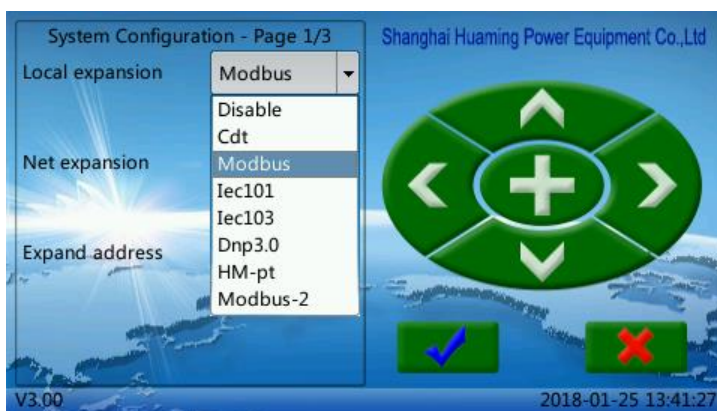 System Configuration - Page 1/3
Shanghai Huaming Power Equipment Co.,Ltd
Local expansion
Modbus
Disable
Cdt
Net expansion
Modbus
Iec101
Iec103
Expand address
Dnp3.0
HM-pt
Modbus-2
V3.00
2018-01-25 13:41:27